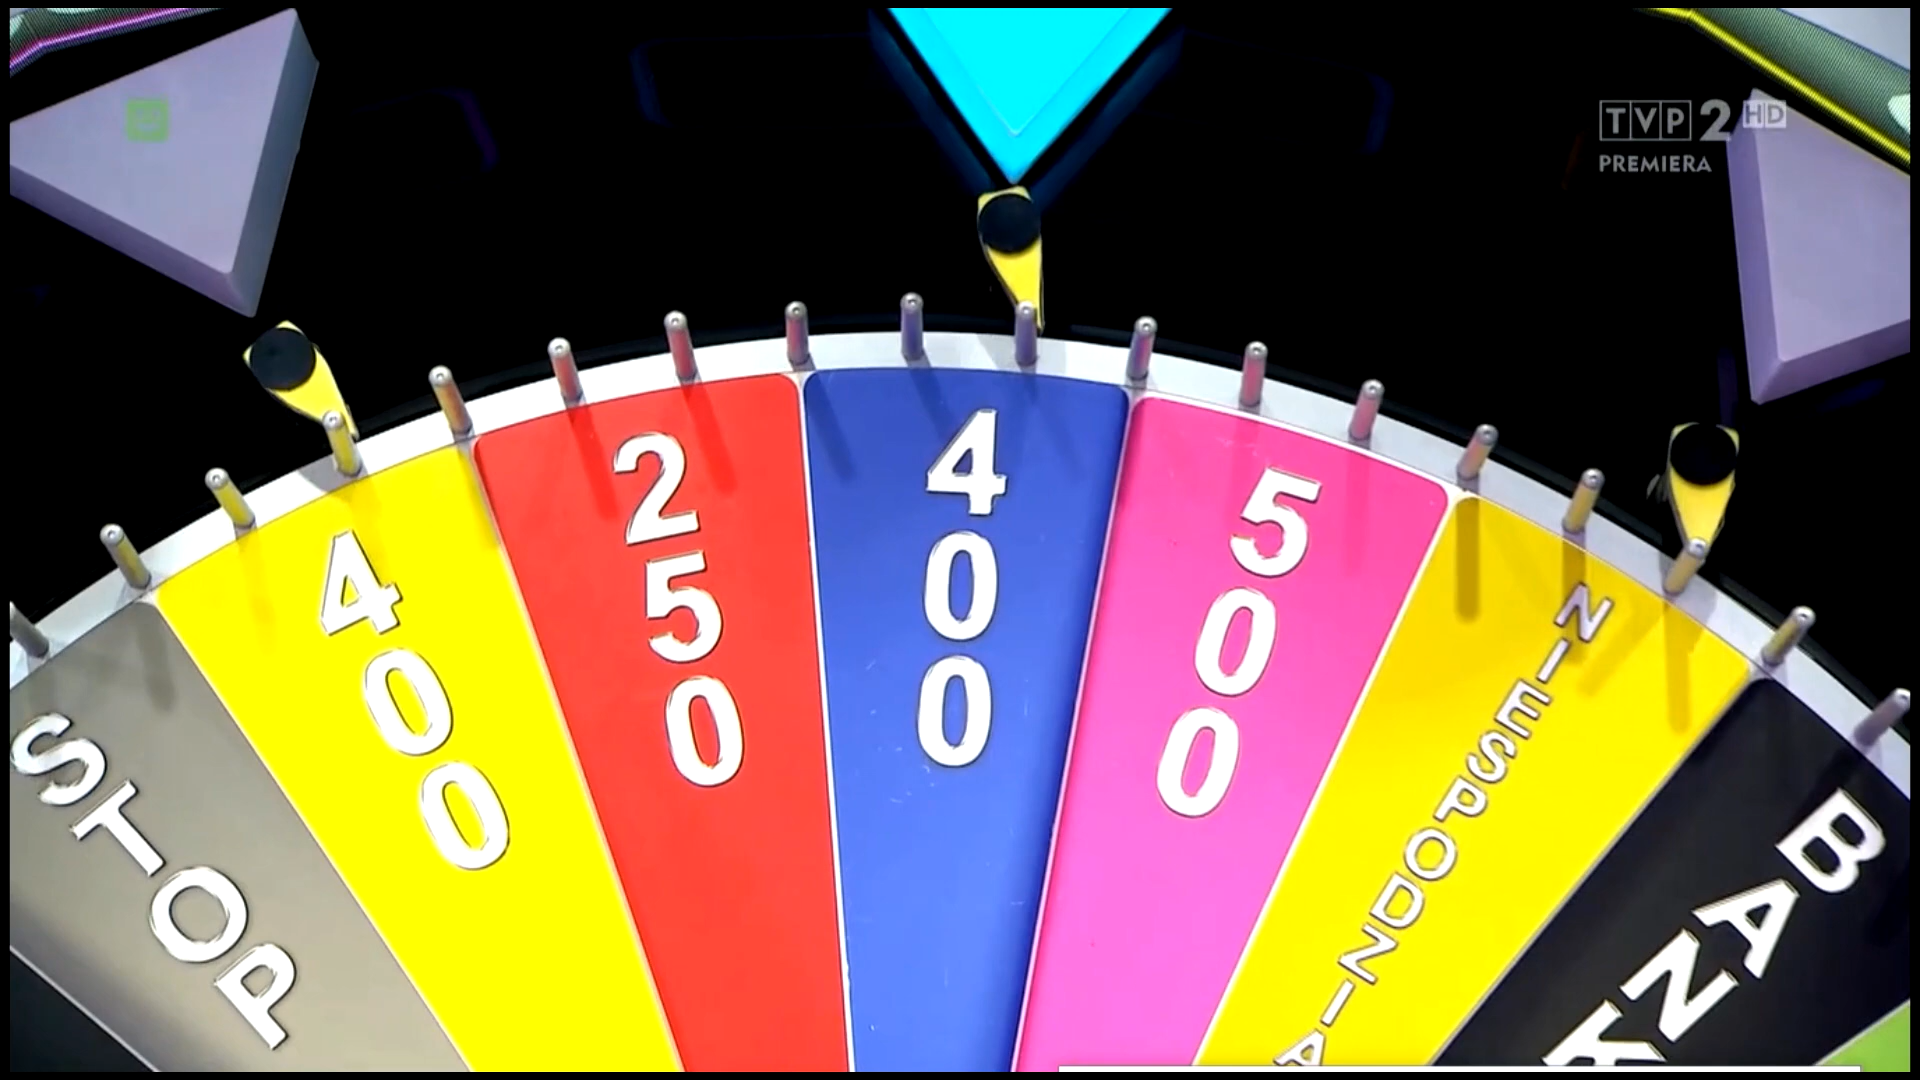 TVP 2 HD
PREMIERA
STOP
400
250
400
500
NIESPODZIA
BANK